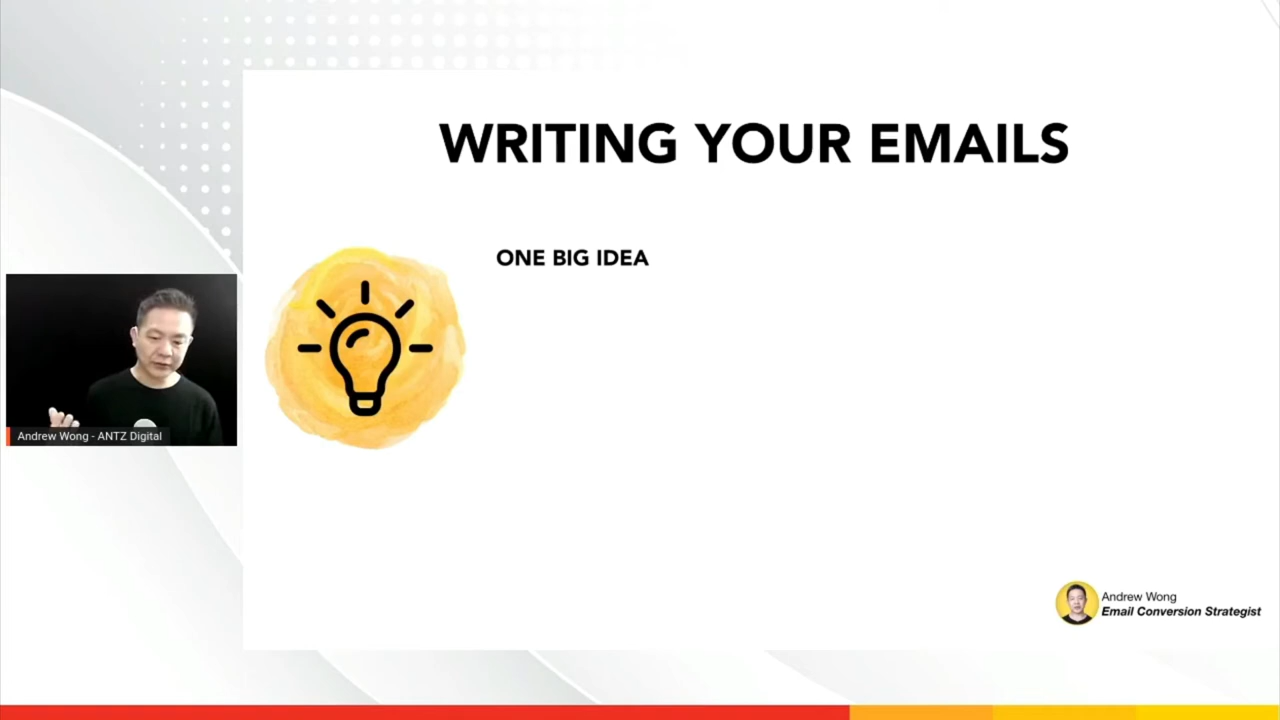 WRITING YOUR EMAILS
ONE BIG IDEA
Andrew Wong - ANTZ Digital
Andrew Wong
Email Conversion Strategist